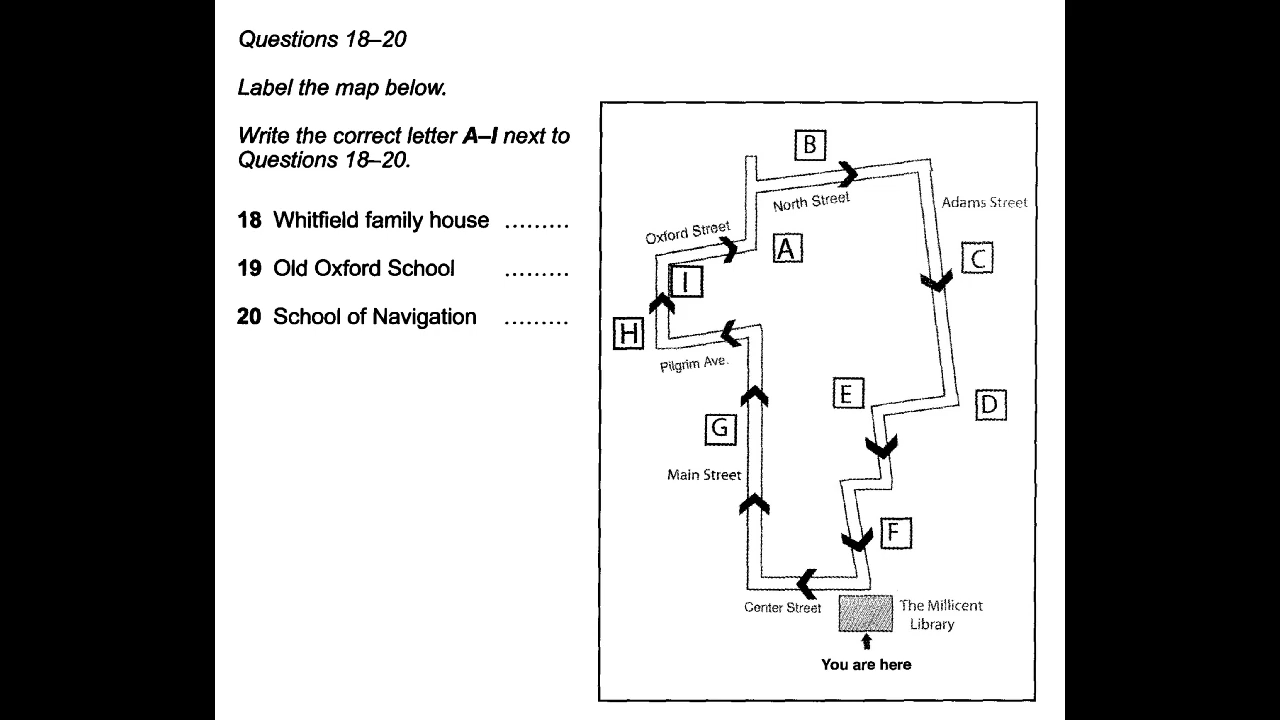 Questions 18–20
Label the map below.
Write the correct letter A–I next to
Questions 18–20.
18 Whitfield family house .........
19 Old Oxford School .........
20 School of Navigation .........
B
North Street
Adams Street
Oxford Street
A
C
I
H
Pilgrim Ave.
E
D
G
Main Street
F
Center Street
The Millicent
Library
You are here